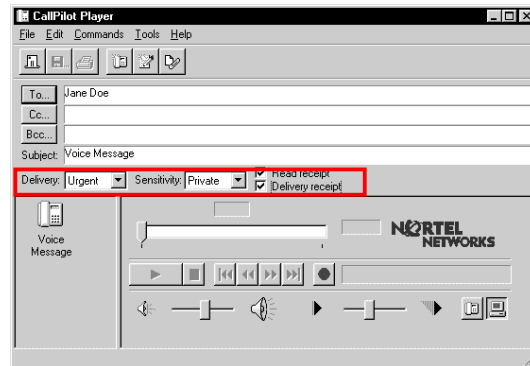 CallPilot Player
File Edit Commands Tools Help
To... Jane Doe
Cc...
Bcc...
Subject: Voice Message
Delivery: Urgent Sensitivity: Private Read receipt
Delivery receipt
Voice
Message
NORTEL
NETWORKS